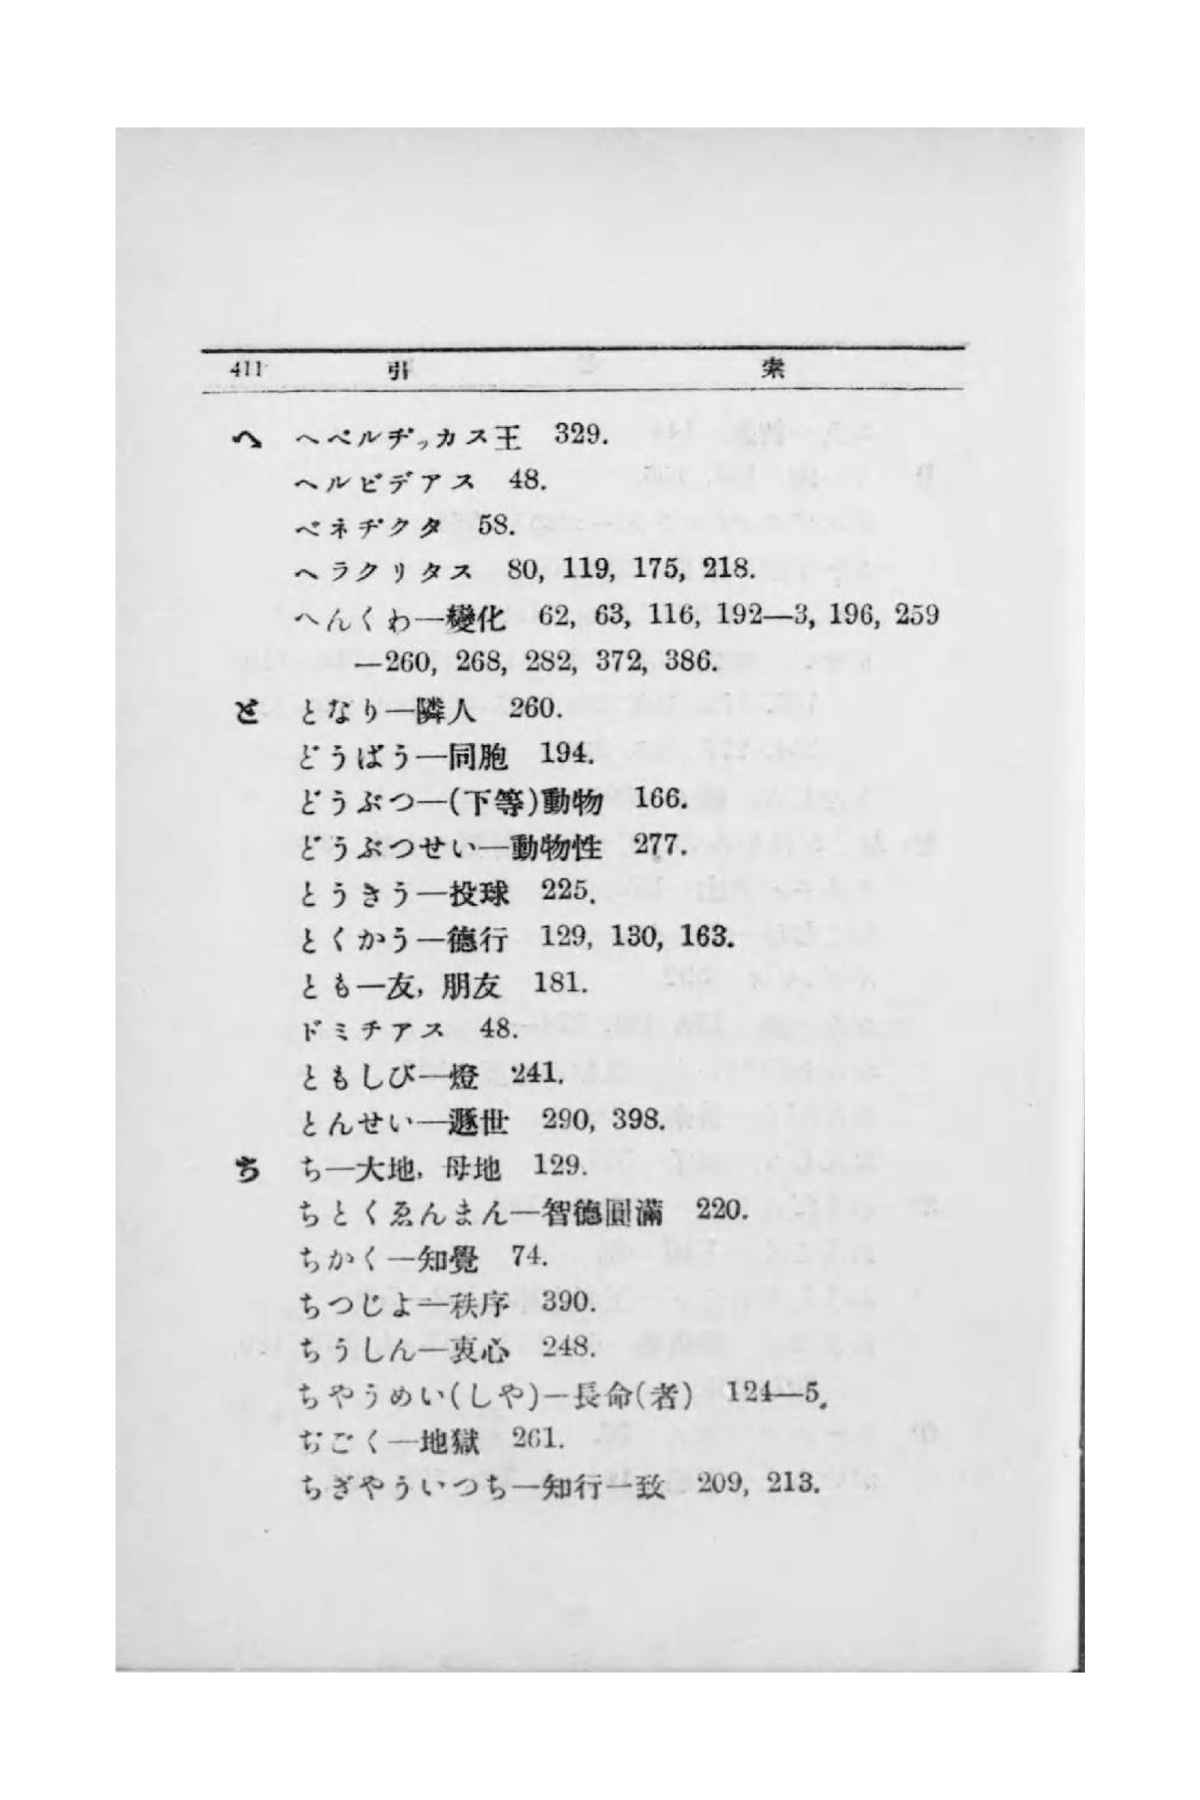 411 引 索
へ へペルヂッカス王 329.
ヘルピデアス 48.
ベネヂクタ 58.
ヘラクリタス 80, 119, 175, 218.
へんくわ—變化 62, 63, 116, 192—3, 196, 259
—260, 268, 282, 372, 386.
と となり—隣人 260.
どうばう—同胞 194.
どうぶつ—(下等)動物 166.
どうぶつせい—動物性 277.
とうきう—投球 225.
とくかう—德行 129, 130, 163.
とも—友, 朋友 181.
ドミチアス 48.
ともしび—燈 241.
とんせい—遯世 290, 398.
ち ち—大地, 母地 129.
ちとくゑんまん—智德圓滿 220.
ちかく—知覺 74.
ちつじよ—秩序 390.
ちうしん—衷心 248.
ちやうめい(しや)—長命(者) 124—5.
ぢごく—地獄 261.
ちぎやういつち—知行一致 209, 213.